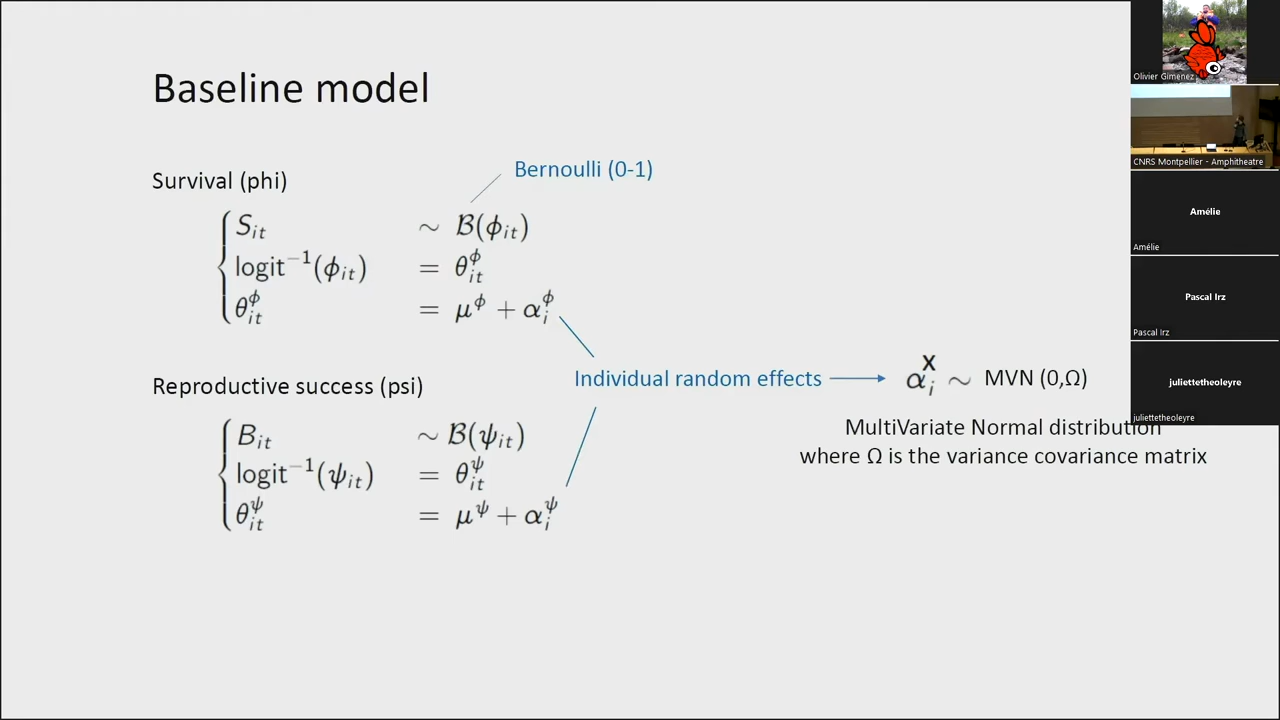 Baseline model
Survival (phi)
Bernoulli (0-1)
S_it ∼ B(ϕ_it)
logit⁻¹(ϕ_it) = θ^ϕ_it
θ^ϕ_it = μ^ϕ + α^ϕ_i
Individual random effects
α^x_i ∼ MVN (0,Ω)
MultiVariate Normal distribution
where Ω is the variance covariance matrix
Reproductive success (psi)
B_it ∼ B(ψ_it)
logit⁻¹(ψ_it) = θ^ψ_it
θ^ψ_it = μ^ψ + α^ψ_i
Olivier Gimenez
CNRS Montpellier - Amphitheatre
Amélie
Amélie
Pascal Irz
Pascal Irz
juliettetheoleyre
juliettetheoleyre